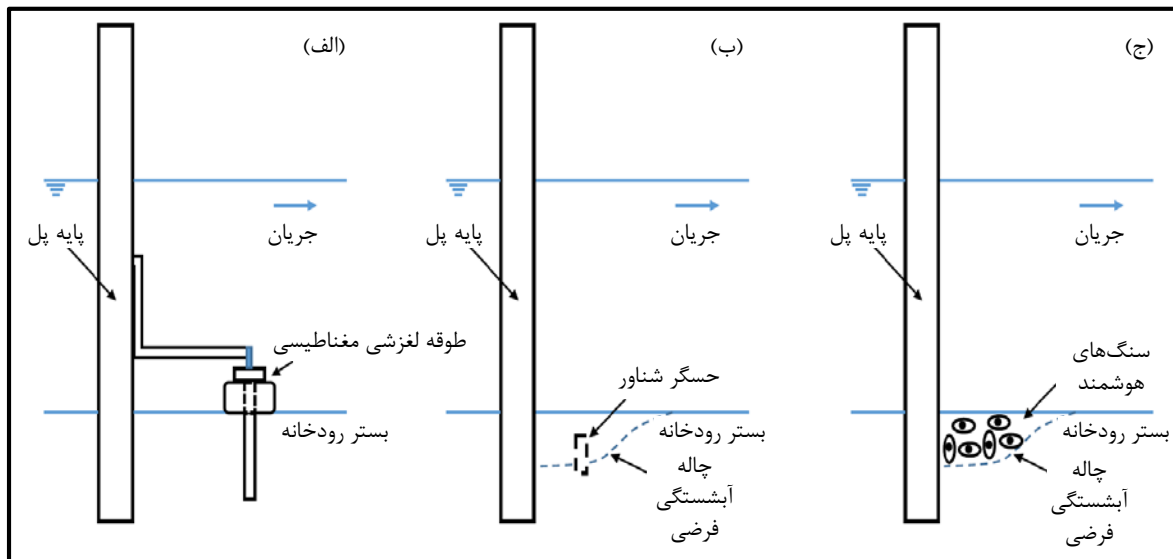 (الف)
جریان
پایه پل
طوقه لغزشی مغناطیسی
بستر رودخانه
(ب)
جریان
پایه پل
حسگر شناور
بستر رودخانه
چاله
آبشستگی
فرضی
(ج)
جریان
پایه پل
سنگ‌های
هوشمند
بستر رودخانه
چاله
آبشستگی
فرضی